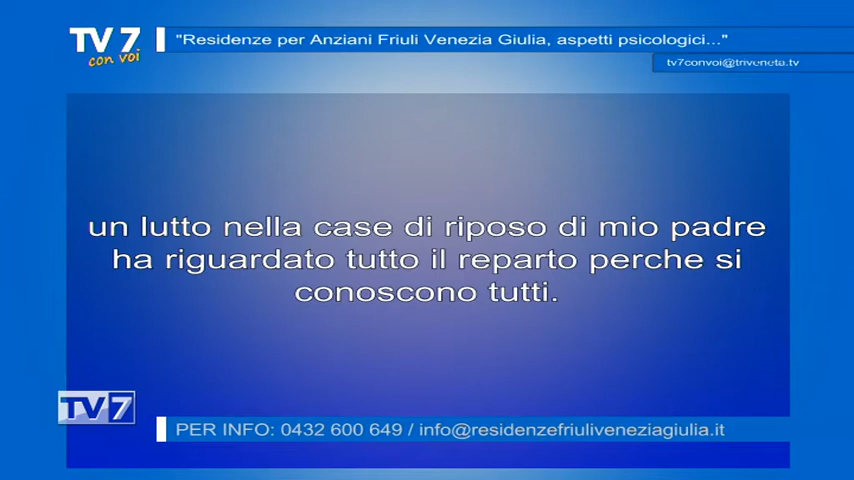 TV 7
con voi
"Residenze per Anziani Friuli Venezia Giulia, aspetti psicologici..."
tv7convoi@triveneta.tv
un lutto nella case di riposo di mio padre
ha riguardato tutto il reparto perche si
conoscono tutti.
TV7
PER INFO: 0432 600 649 / info@residenzefriuliveneziagiulia.it